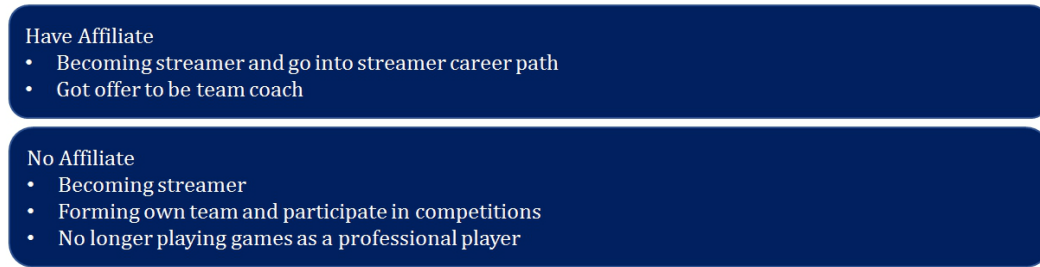 Have Affiliate
• Becoming streamer and go into streamer career path
• Got offer to be team coach
No Affiliate
• Becoming streamer
• Forming own team and participate in competitions
• No longer playing games as a professional player